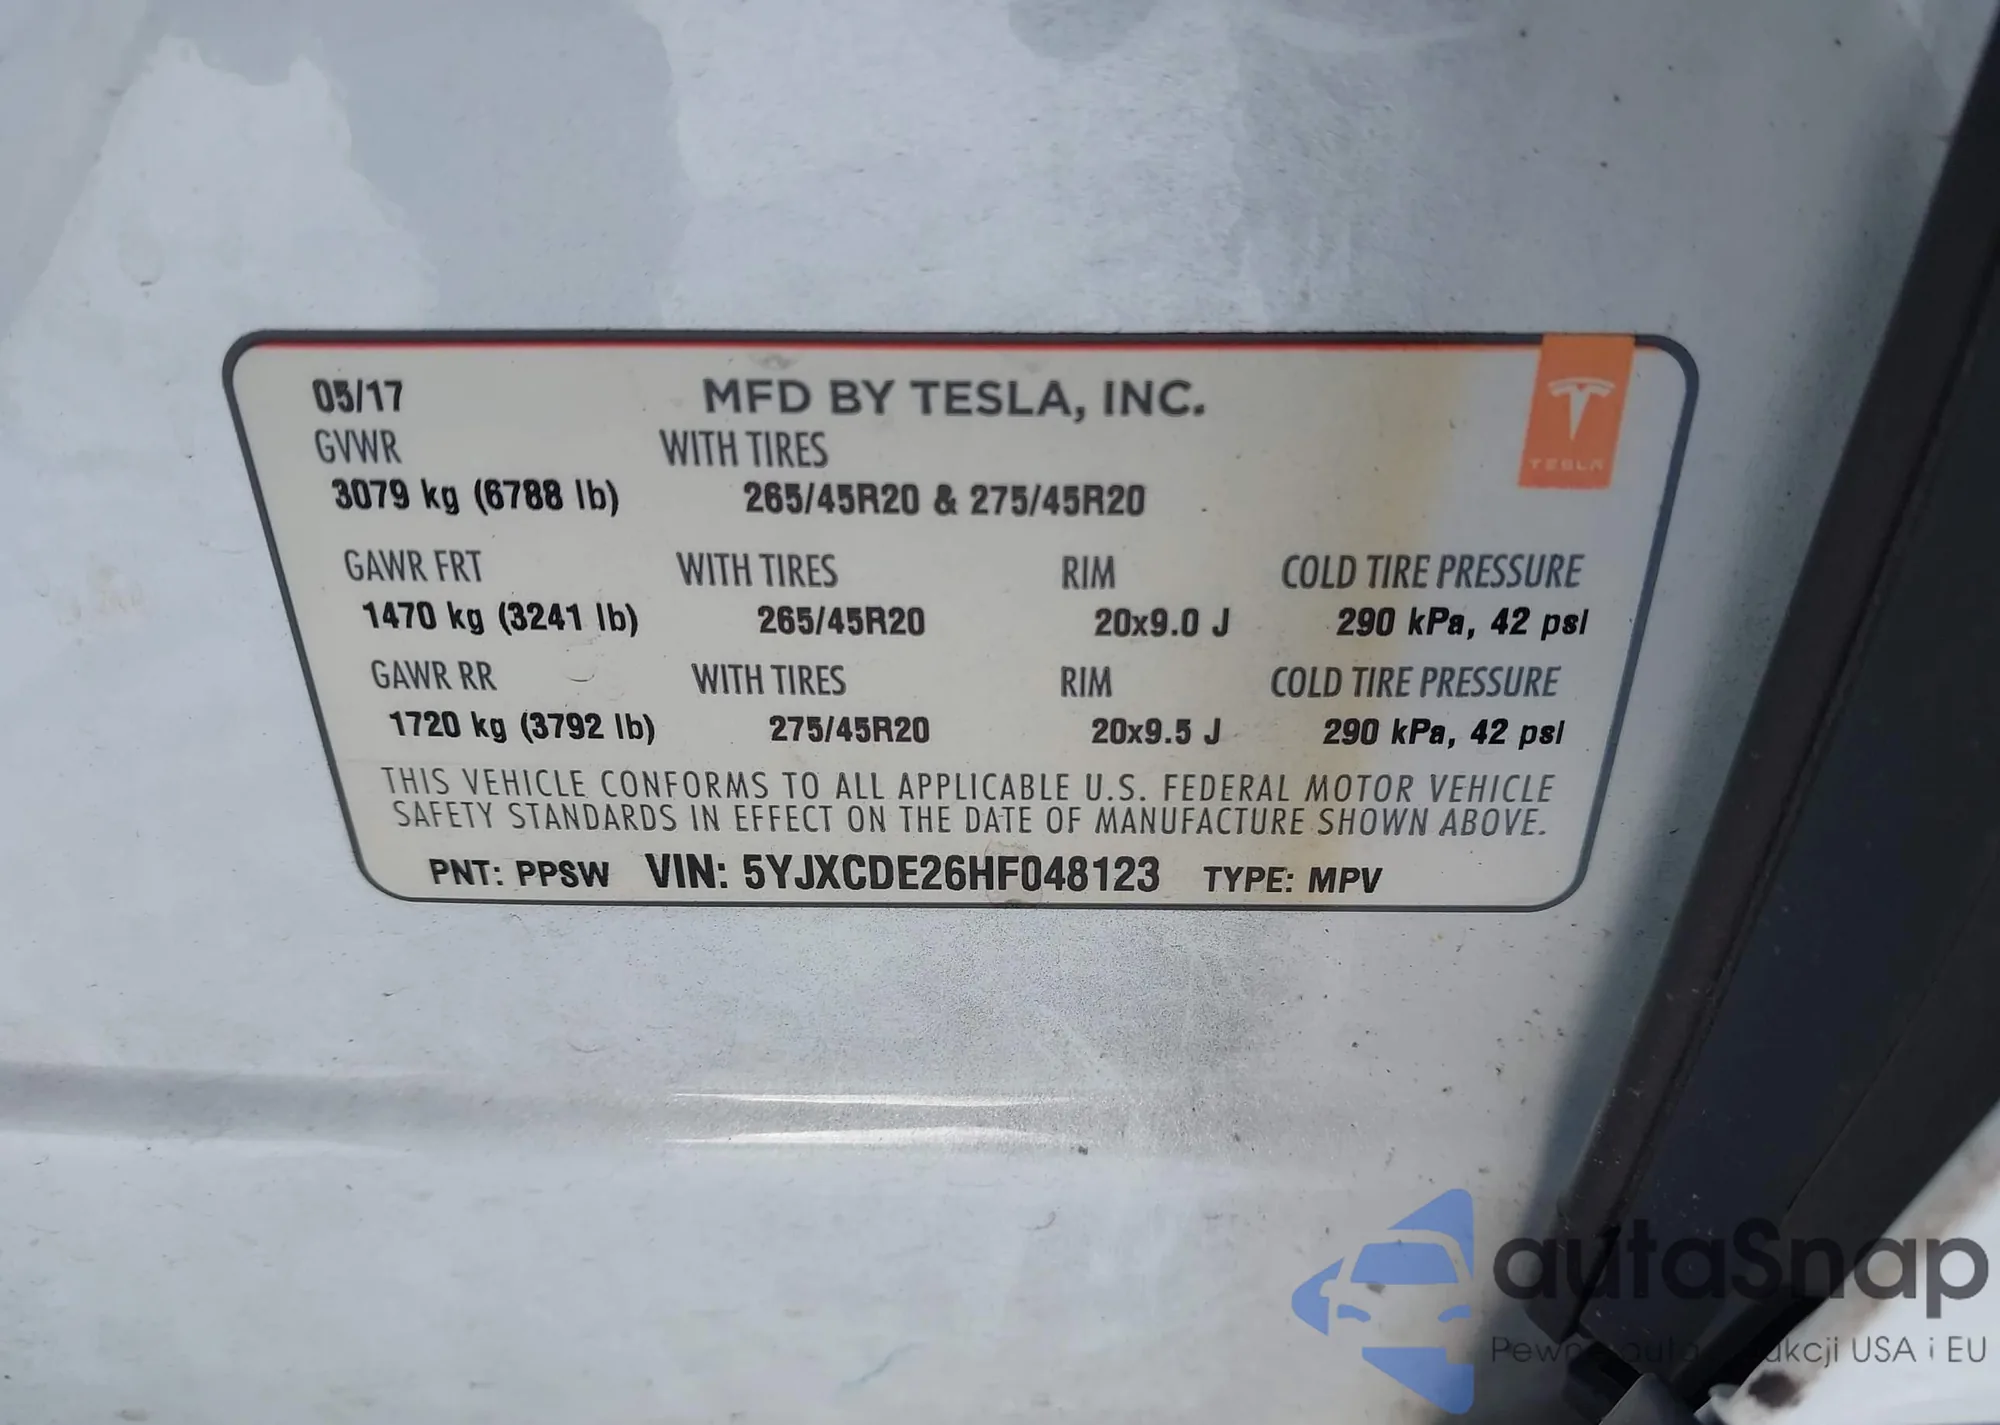 05/17 MFD BY TESLA, INC.
TESLA
GVWR WITH TIRES
3079 kg (6788 lb) 265/45R20 & 275/45R20
GAWR FRT WITH TIRES RIM COLD TIRE PRESSURE
1470 kg (3241 lb) 265/45R20 20x9.0 J 290 kPa, 42 psi
GAWR RR WITH TIRES RIM COLD TIRE PRESSURE
1720 kg (3792 lb) 275/45R20 20x9.5 J 290 kPa, 42 psi
THIS VEHICLE CONFORMS TO ALL APPLICABLE U.S. FEDERAL MOTOR VEHICLE
SAFETY STANDARDS IN EFFECT ON THE DATE OF MANUFACTURE SHOWN ABOVE.
PNT: PPSW VIN: 5YJXCDE26HF048123 TYPE: MPV
autaSnap
USA i EU